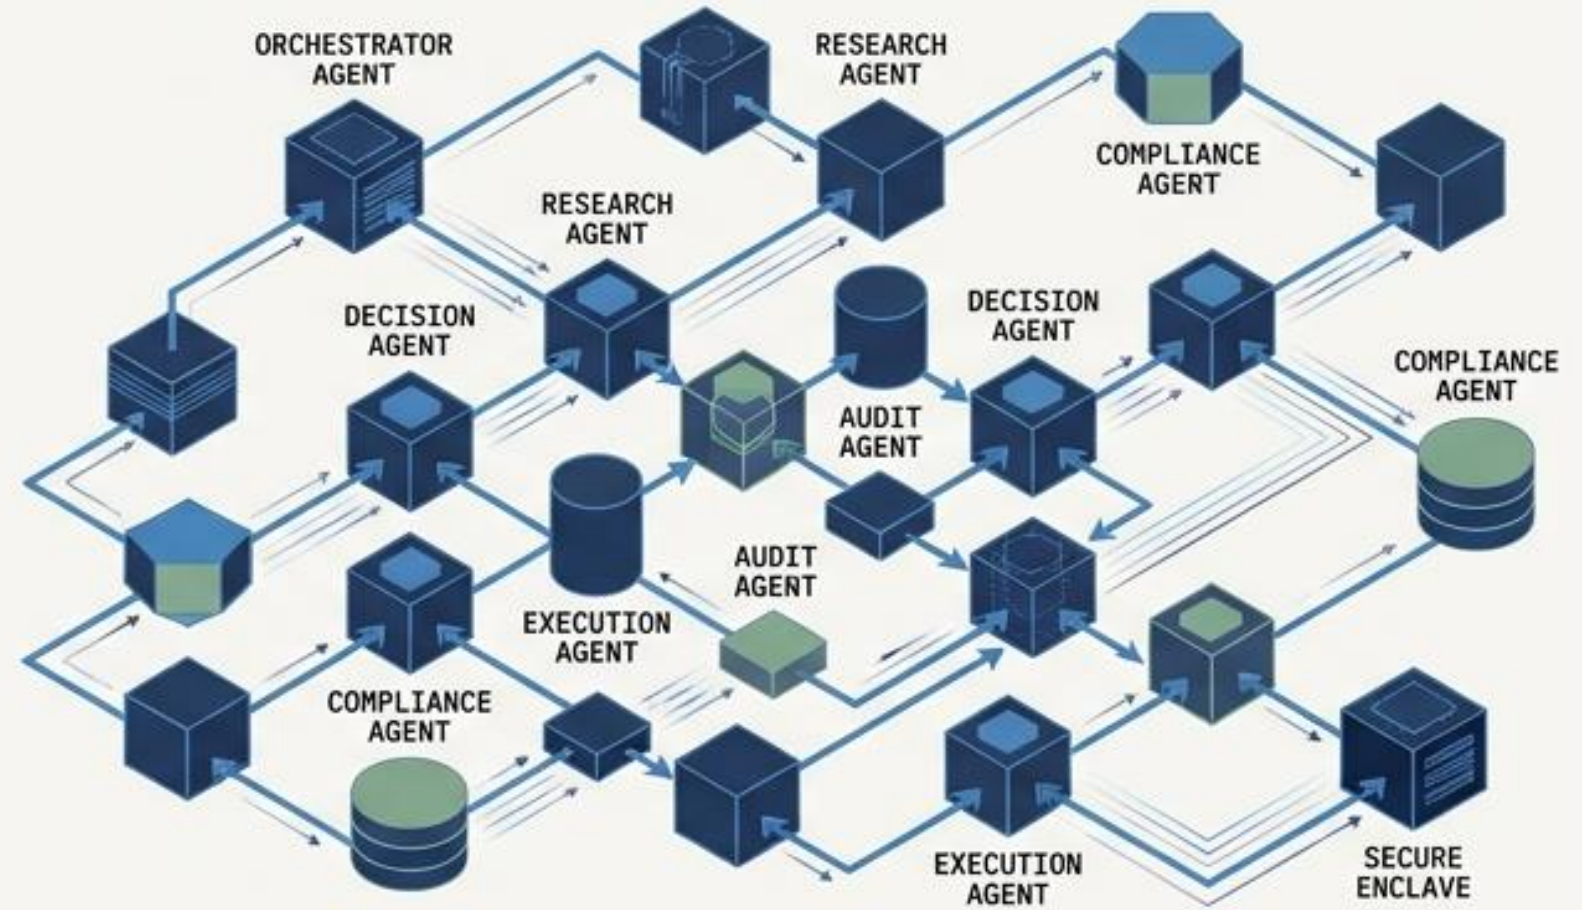 ORCHESTRATOR
AGENT
RESEARCH
AGENT
COMPLIANCE
AGERT
RESEARCH
AGENT
DECISION
AGENT
DECISION
AGENT
COMPLIANCE
AGENT
AUDIT
AGENT
AUDIT
AGERT
EXECUTION
AGENT
COMPLIANCE
AGENT
EXECUTION
AGENT
SECURE
ENCLAVE